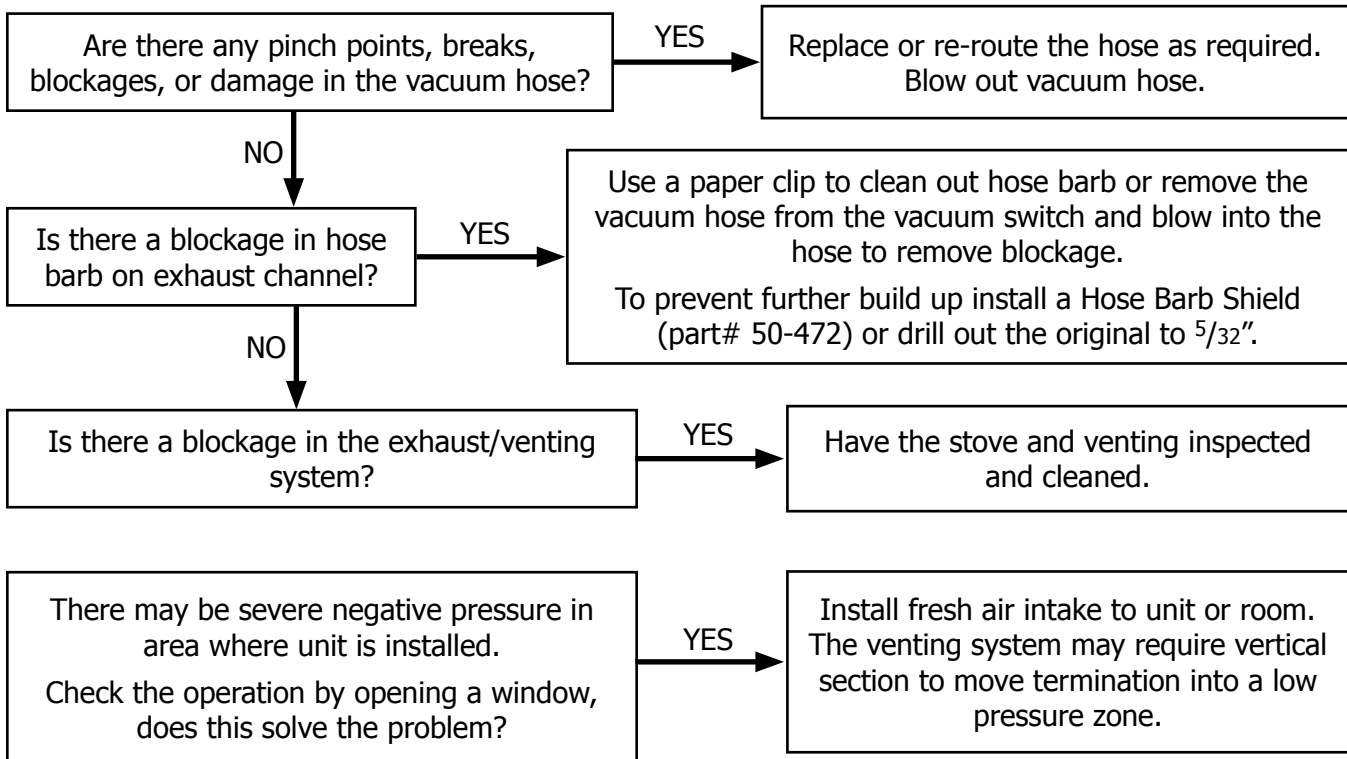 Are there any pinch points, breaks,
blockages, or damage in the vacuum hose?
YES
Replace or re-route the hose as required.
Blow out vacuum hose.
NO
Is there a blockage in hose
barb on exhaust channel?
YES
Use a paper clip to clean out hose barb or remove the
vacuum hose from the vacuum switch and blow into the
hose to remove blockage.
To prevent further build up install a Hose Barb Shield
(part# 50-472) or drill out the original to 5/32”.
NO
Is there a blockage in the exhaust/venting
system?
YES
Have the stove and venting inspected
and cleaned.
There may be severe negative pressure in
area where unit is installed.
Check the operation by opening a window,
does this solve the problem?
YES
Install fresh air intake to unit or room.
The venting system may require vertical
section to move termination into a low
pressure zone.